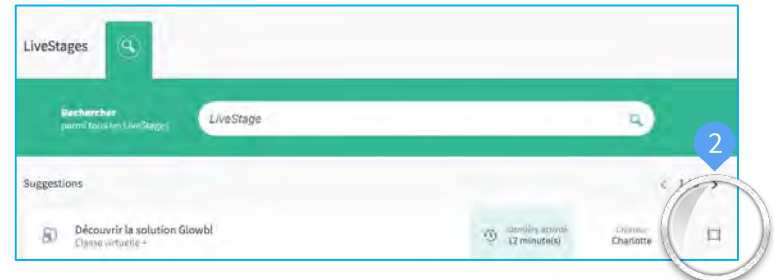 LiveStages
Rechercher
parmi tous les LiveStages
LiveStage
2
Suggestions
Découvrir la solution Glowbl
Classe virtuelle
Dernière activité
12 minute(s)
Créateur
Charlotte